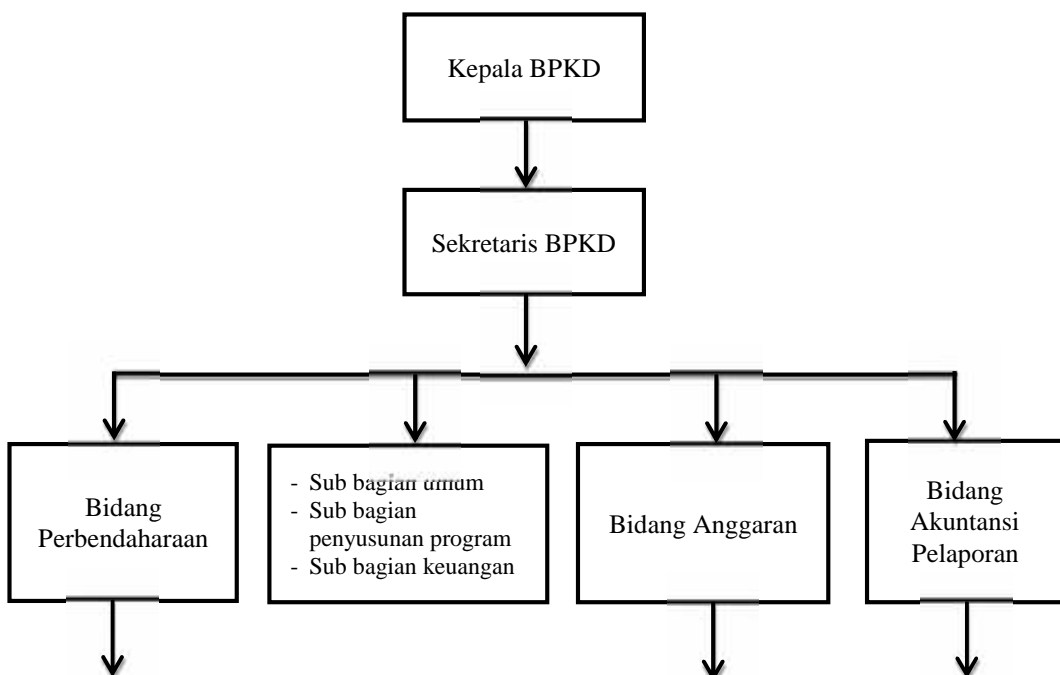 Kepala BPKD
Sekretaris BPKD
Bidang
Perbendaharaan
- Sub bagian umum
- Sub bagian
penyusunan program
- Sub bagian keuangan
Bidang Anggaran
Bidang
Akuntansi
Pelaporan